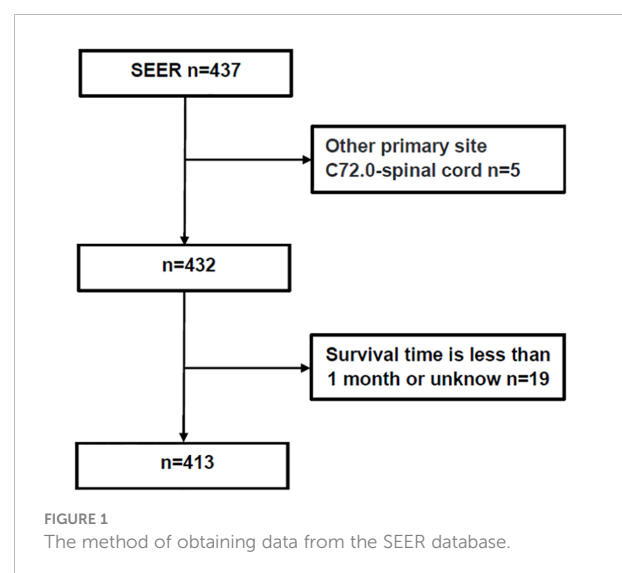 SEER n=437
Other primary site
C72.0-spinal cord n=5
n=432
Survival time is less than
1 month or unknow n=19
n=413
FIGURE 1
The method of obtaining data from the SEER database.